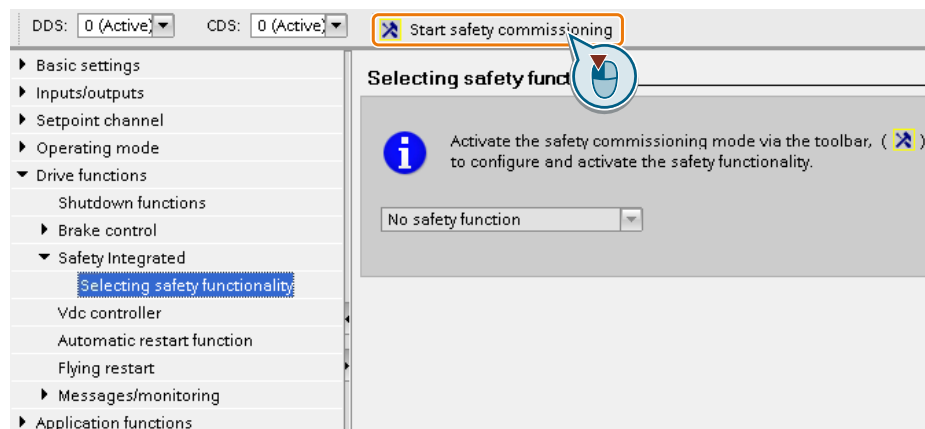 DDS: 0 (Active) CDS: 0 (Active) Start safety commissioning
Basic settings
Inputs/outputs
Setpoint channel
Operating mode
Drive functions
Shutdown functions
Brake control
Safety Integrated
Selecting safety functionality
Vdc controller
Automatic restart function
Flying restart
Messages/monitoring
Application functions
Selecting safety funct
Activate the safety commissioning mode via the toolbar, ( )
to configure and activate the safety functionality.
No safety function